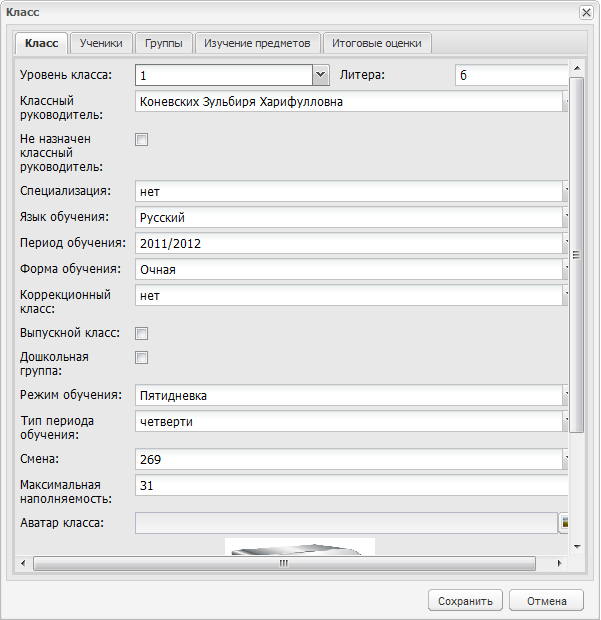 Класс
Класс Ученики Группы Изучение предметов Итоговые оценки
Уровень класса: 1 Литера: б
Классный
руководитель: Коневских Зульбиря Харифулловна
Не назначен
классный
руководитель:
Специализация: нет
Язык обучения: Русский
Период обучения: 2011/2012
Форма обучения: Очная
Коррекционный
класс: нет
Выпускной класс:
Дошкольная
группа:
Режим обучения: Пятидневка
Тип периода
обучения: четверти
Смена: 269
Максимальная
наполняемость: 31
Аватар класса:
Сохранить Отмена